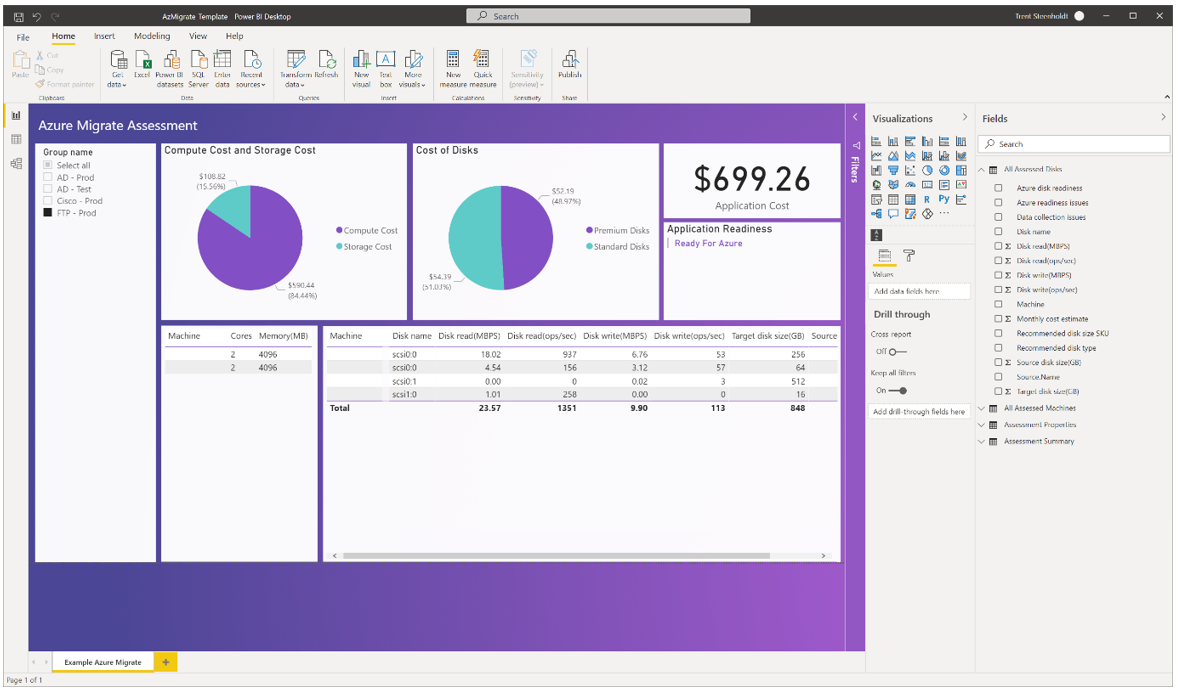 AzMigrate Template Power BI Desktop
Search
Trent Steenholdt
File Home Insert Modeling View Help
Paste
Cut
Copy
Format painter
Clipboard
Get data
Excel
Power BI datasets
SQL Server
Enter data
Recent sources
Data
Transform data
Refresh
Queries
New visual
Text box
More visuals
Insert
New measure
Quick measure
Calculations
Sensitivity (preview)
Sensitivity
Publish
Share
Azure Migrate Assessment
Group name
Select all
AD - Prod
AD - Test
Cisco - Prod
FTP - Prod
Compute Cost and Storage Cost
$108.82
(15.56%)
$590.44
(84.44%)
Compute Cost
Storage Cost
Cost of Disks
$52.19
(48.97%)
$54.39
(51.03%)
Premium Disks
Standard Disks
$699.26
Application Cost
Application Readiness
Ready For Azure
Machine Cores Memory(MB)
2 4096
2 4096
Machine Disk name Disk read(MBPS) Disk read(ops/sec) Disk write(MBPS) Disk write(ops/sec) Target disk size(GB) Source
scsi0:0 18.02 937 6.76 53 256
scsi0:0 4.54 156 3.12 57 64
scsi0:1 0.00 0 0.02 3 512
scsi1:0 1.01 258 0.00 0 16
Total 23.57 1351 9.90 113 848
Filters
Visualizations
R Py
Values
Add data fields here
Drill through
Cross report
Off
Keep all filters
On
Add drill-through fields here
Fields
Search
All Assessed Disks
Azure disk readiness
Azure readiness issues
Data collection issues
Disk name
Σ Disk read(MBPS)
Σ Disk read(ops/sec)
Σ Disk write(MBPS)
Σ Disk write(ops/sec)
Machine
Σ Monthly cost estimate
Recommended disk size SKU
Recommended disk type
Σ Source disk size(GB)
Source.Name
Σ Target disk size(GB)
All Assessed Machines
Assessment Properties
Assessment Summary
Example Azure Migrate
Page 1 of 1